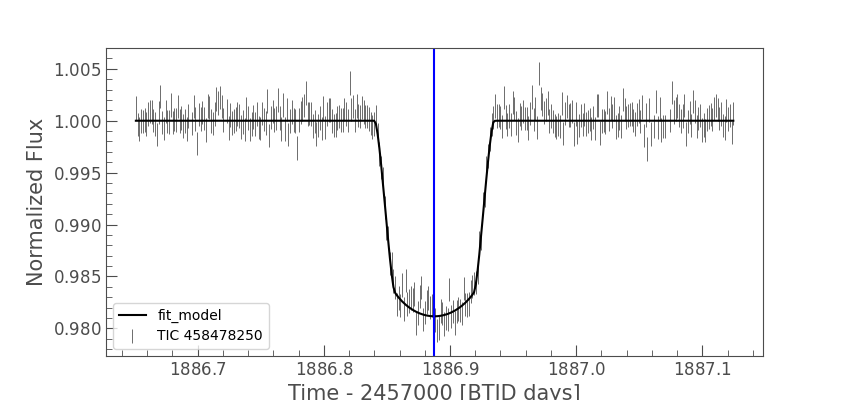 1.005
1.000
0.995
0.990
0.985
0.980
Normalized Flux
fit_model
TIC 458478250
1886.7 1886.8 1886.9 1887.0 1887.1
Time - 2457000 [BTJD days]